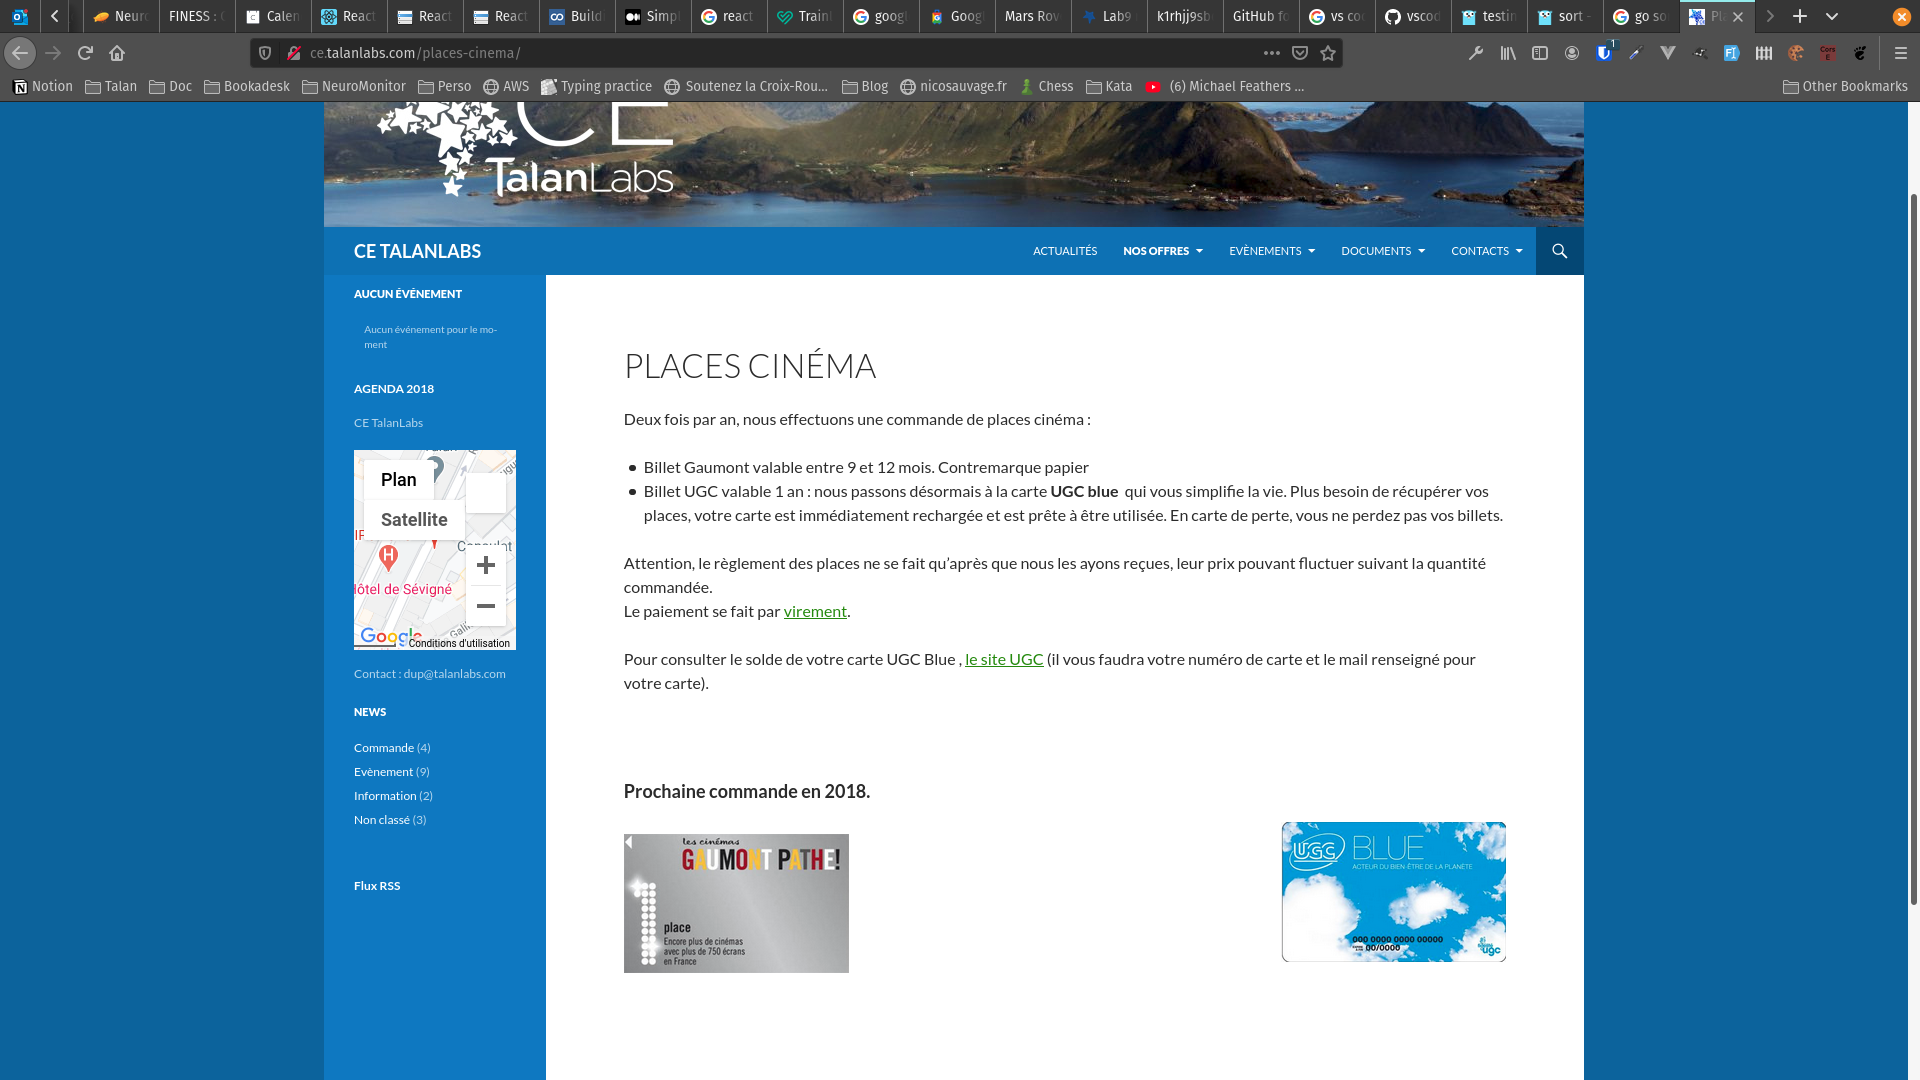 Neur
FINESS :
Calen
React
React
React
Build
Simp
react
Train
googl
Goog
Mars Rov
Lab9
k1rhjj9sb
GitHub fo
vs co
vscod
testin
sort -
go so
Pl
ce.talanlabs.com/places-cinema/
1
Notion
Talan
Doc
Bookadesk
NeuroMonitor
Perso
AWS
Typing practice
Soutenez la Croix-Rou...
Blog
nicosauvage.fr
Chess
Kata
(6) Michael Feathers ...
Other Bookmarks
CE
TalanLabs
CE TALANLABS
ACTUALITÉS
NOS OFFRES
EVÈNEMENTS
DOCUMENTS
CONTACTS
AUCUN ÉVÉNEMENT
Aucun événement pour le mo-
ment
AGENDA 2018
CE TalanLabs
Plan
Satellite
Hôtel de Sévigné
Google
Conditions d'utilisation
Contact : dup@talanlabs.com
NEWS
Commande (4)
Evènement (9)
Information (2)
Non classé (3)
Flux RSS
PLACES CINÉMA
Deux fois par an, nous effectuons une commande de places cinéma :
Billet Gaumont valable entre 9 et 12 mois. Contremarque papier
Billet UGC valable 1 an : nous passons désormais à la carte UGC blue qui vous simplifie la vie. Plus besoin de récupérer vos
places, votre carte est immédiatement rechargée et est prête à être utilisée. En carte de perte, vous ne perdez pas vos billets.
Attention, le règlement des places ne se fait qu'après que nous les ayons reçues, leur prix pouvant fluctuer suivant la quantité
commandée.
Le paiement se fait par virement.
Pour consulter le solde de votre carte UGC Blue , le site UGC (il vous faudra votre numéro de carte et le mail renseigné pour
votre carte).
Prochaine commande en 2018.
les cinémas
GAUMONT PATHE!
1
place
Encore plus de cinémas
avec plus de 750 écrans
en France
UGC BLUE
ACTEUR DU BIEN-ÊTRE DE LA PLANÈTE
000 0000 0000 00000
00/0000
ugc